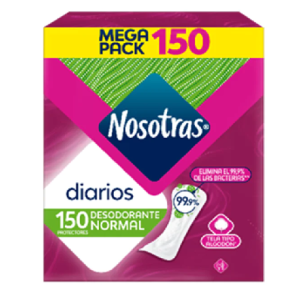 MEGA
PACK 150
Nosotras®
ELIMINA EL 99,9%
DE LAS BACTERIAS
diarios
99.9%
150 DESODORANTE
PROTECTORES NORMAL
TELA TIPO
ALGODÓN